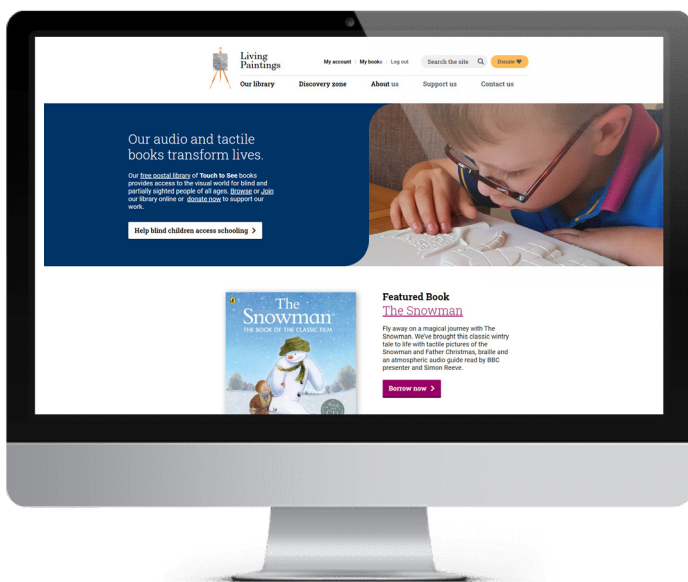 Living
Paintings
My account
My books
Log out
Search the site
Donate
Our library
Discovery zone
About us
Support us
Contact us
Our audio and tactile
books transform lives.
Our free postal library of Touch to See books
provides access to the visual world for blind and
partially sighted people of all ages. Browse or Join
our library online or donate now to support our
work.
Help blind children access schooling >
The
Snowman
THE BOOK OF THE CLASSIC FILM
Featured Book
The Snowman
Fly away on a magical journey with The
Snowman. We've brought this classic wintry
tale to life with tactile pictures of the
Snowman and Father Christmas, braille and
an atmospheric audio guide read by BBC
presenter and Simon Reeve.
Borrow now >